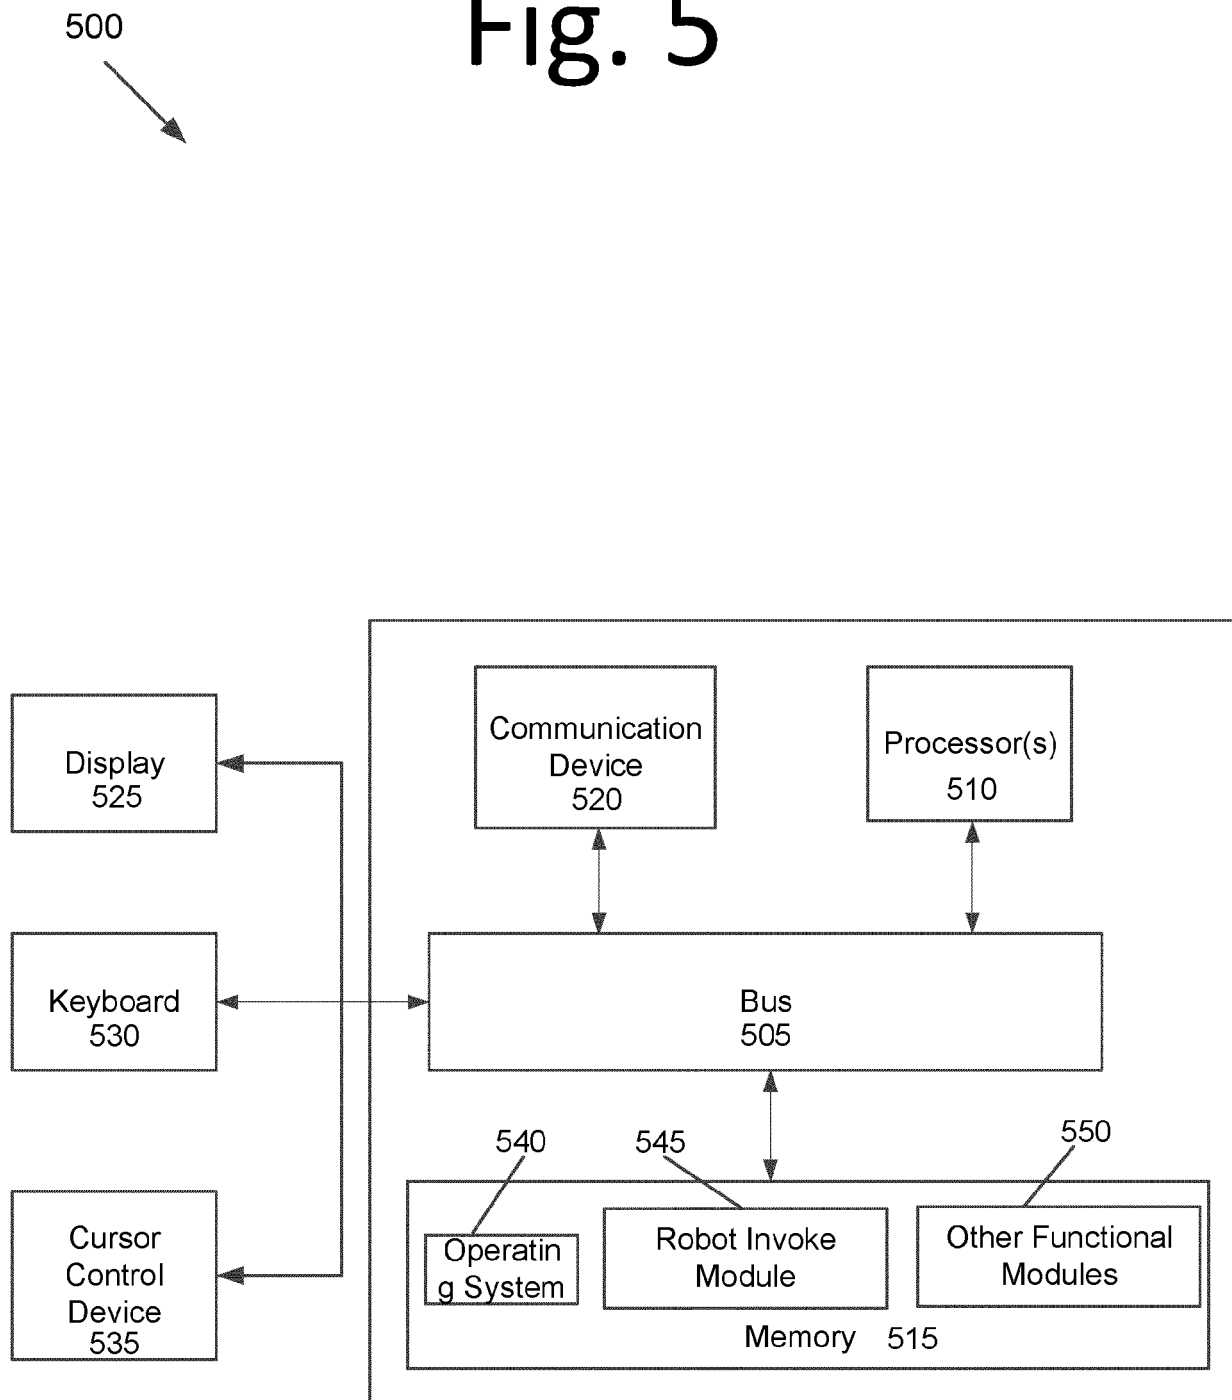 500
Fig. 5
Communication
Device
520
Processor(s)
510
Display
525
Keyboard
530
Bus
505
540
545
550
Cursor
Control
Device
535
Operatin
g System
Robot Invoke
Module
Other Functional
Modules
Memory 515